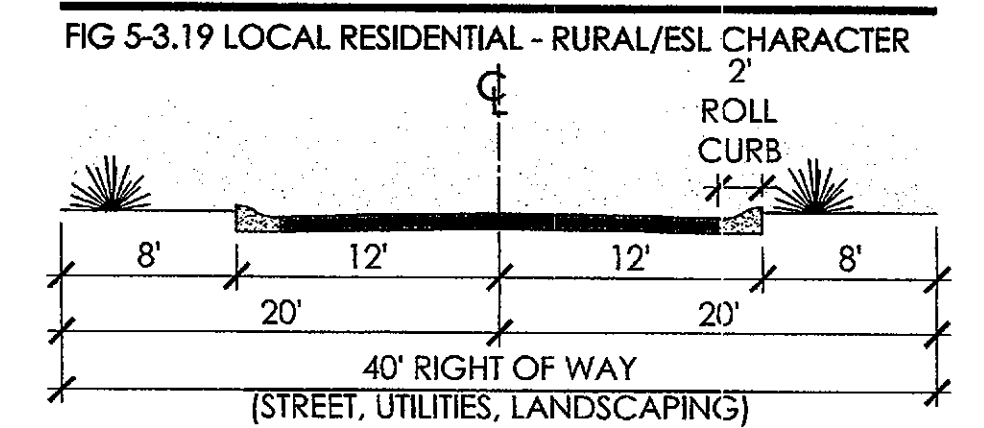 FIG 5-3.19 LOCAL RESIDENTIAL - RURAL/ESL CHARACTER
℄
2'
ROLL
CURB
8' 12' 12' 8'
20' 20'
40' RIGHT OF WAY
(STREET, UTILITIES, LANDSCAPING)